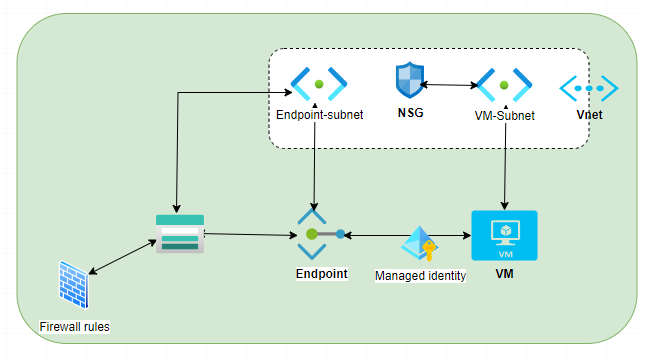 Endpoint-subnet
NSG
VM-Subnet
Vnet
Endpoint
Managed identity
VM
VM
Firewall rules